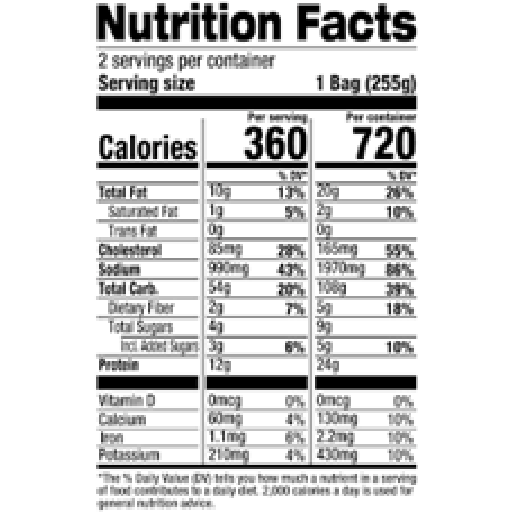 Nutrition Facts
2 servings per container
Serving size 1 Bag (255g)
Per serving Per container
Calories 360 720
% DV* % DV*
Total Fat 10g 13% 20g 26%
Saturated Fat 1g 5% 2g 10%
Trans Fat 0g 0g
Cholesterol 85mg 28% 165mg 55%
Sodium 990mg 43% 1970mg 86%
Total Carb. 54g 20% 108g 39%
Dietary Fiber 2g 7% 5g 18%
Total Sugars 4g 9g
Incl. Added Sugars 3g 6% 5g 10%
Protein 12g 24g
Vitamin D 0mcg 0% 0mcg 0%
Calcium 60mg 4% 130mg 10%
Iron 1.1mg 6% 2.2mg 10%
Potassium 210mg 4% 430mg 10%
*The % Daily Value (DV) tells you how much a nutrient in a serving
of food contributes to a daily diet. 2,000 calories a day is used for
general nutrition advice.